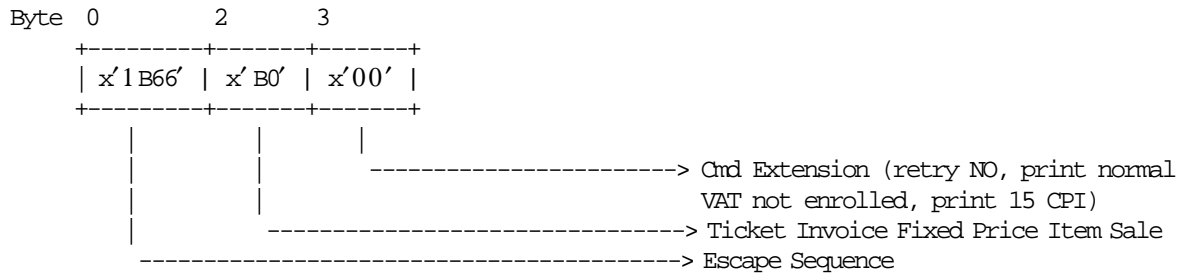 Byte 0 2 3
+---------+-------+-------+
| x'1B66' | x'B0' | x'00' |
+---------+-------+-------+
| | |
| | ------------------------> Cmd Extension (retry NO, print normal
| | VAT not enrolled, print 15 CPI)
| --------------------------------> Ticket Invoice Fixed Price Item Sale
------------------------------------------> Escape Sequence